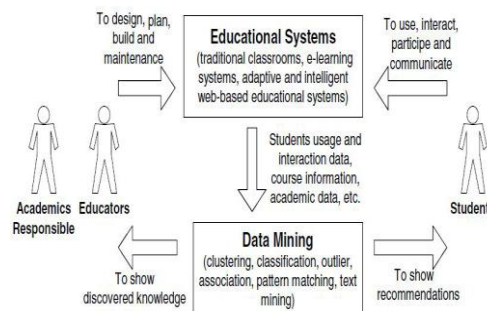 To design, plan,
build and
maintenance
Educational Systems
(traditional classrooms, e-learning
systems, adaptive and intelligent
web-based educational systems)
To use, interact,
participe and
communicate
Students usage and
interaction data,
course information,
academic data, etc.
Academics
Responsible
Educators
Student
Data Mining
(clustering, classification, outlier,
association, pattern matching, text
mining)
To show
discovered knowledge
To show
recommendations